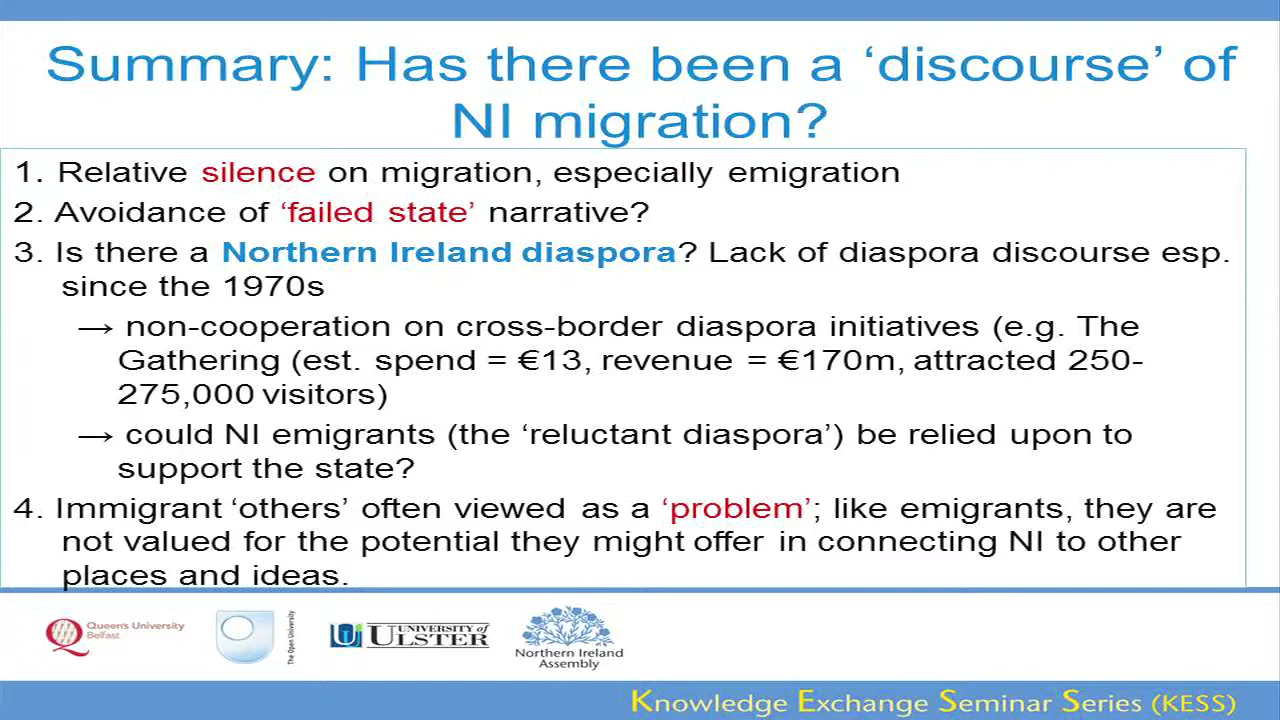 Summary: Has there been a ‘discourse’ of
NI migration?
1. Relative silence on migration, especially emigration
2. Avoidance of ‘failed state’ narrative?
3. Is there a Northern Ireland diaspora? Lack of diaspora discourse esp.
since the 1970s
→ non-cooperation on cross-border diaspora initiatives (e.g. The
Gathering (est. spend = €13, revenue = €170m, attracted 250-
275,000 visitors)
→ could NI emigrants (the ‘reluctant diaspora’) be relied upon to
support the state?
4. Immigrant ‘others’ often viewed as a ‘problem’; like emigrants, they are
not valued for the potential they might offer in connecting NI to other
places and ideas.
Queen's University
Belfast
The Open University
UNIVERSITY OF
ULSTER
Northern Ireland
Assembly
Knowledge Exchange Seminar Series (KESS)